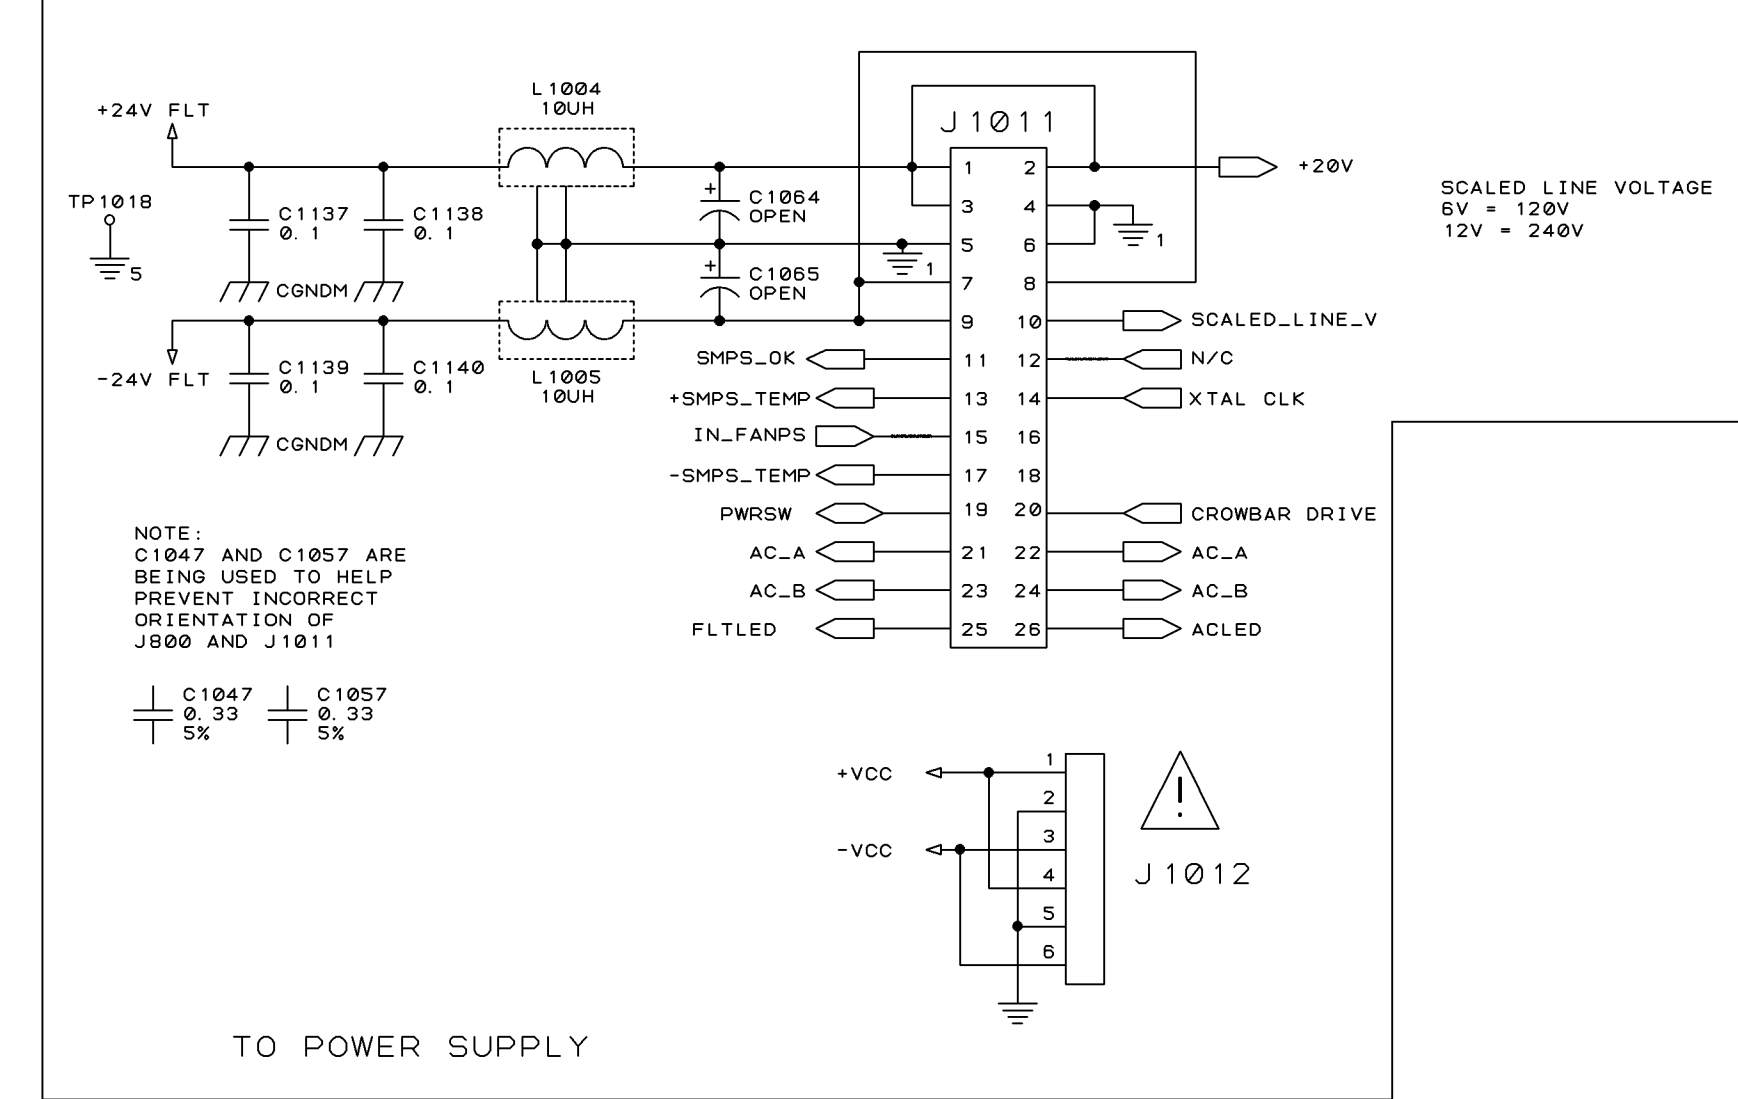 L1004
10UH
+24V FLT
J1011
1 2
+20V
TP1018
C1137
0.1
C1138
0.1
+
C1064
OPEN
3 4
SCALED LINE VOLTAGE
6V = 120V
12V = 240V
5 6
1
1
5
CGNDM
+
C1065
OPEN
7 8
9 10
SCALED_LINE_V
SMPS_OK
11 12
N/C
-24V FLT
C1139
0.1
C1140
0.1
L1005
10UH
+SMPS_TEMP
13 14
XTAL CLK
IN_FANPS
15 16
CGNDM
-SMPS_TEMP
17 18
PWRSW
19 20
CROWBAR DRIVE
AC_A
21 22
AC_A
AC_B
23 24
AC_B
FLTLED
25 26
ACLED
NOTE:
C1047 AND C1057 ARE
BEING USED TO HELP
PREVENT INCORRECT
ORIENTATION OF
J800 AND J1011
C1047
0.33
5%
C1057
0.33
5%
+VCC
-VCC
1
2
3
4
5
6
!
J1012
TO POWER SUPPLY